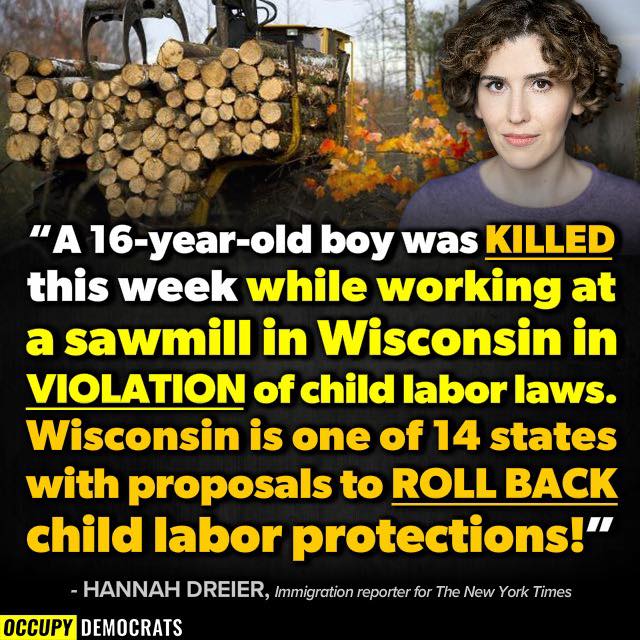 “A 16-year-old boy was KILLED
this week while working at
a sawmill in Wisconsin in
VIOLATION of child labor laws.
Wisconsin is one of 14 states
with proposals to ROLL BACK
child labor protections!”
- HANNAH DREIER, Immigration reporter for The New York Times
OCCUPY DEMOCRATS